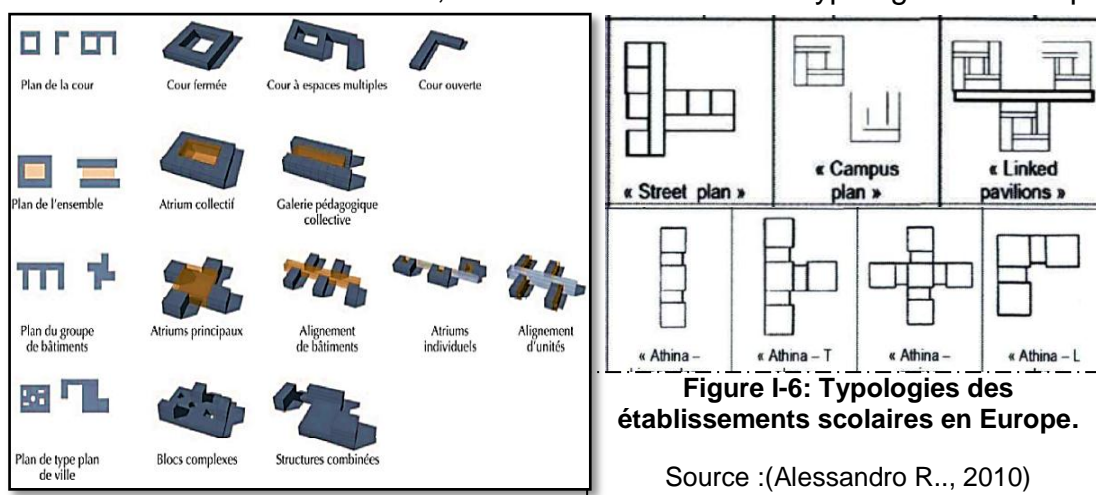 Plan de la cour
Cour fermée
Cour à espaces multiples
Cour ouverte
Plan de l'ensemble
Atrium collectif
Galerie pédagogique
collective
Plan du groupe
de bâtiments
Atriums principaux
Alignement
de bâtiments
Atriums
individuels
Alignement
d'unités
Plan de type plan
de ville
Blocs complexes
Structures combinées
« Street plan »
« Campus
plan »
« Linked
pavilions »
« Athina –
« Athina – T
« Athina –
« Athina – L
Figure I-6: Typologies des
établissements scolaires en Europe.
Source :(Alessandro R.., 2010)